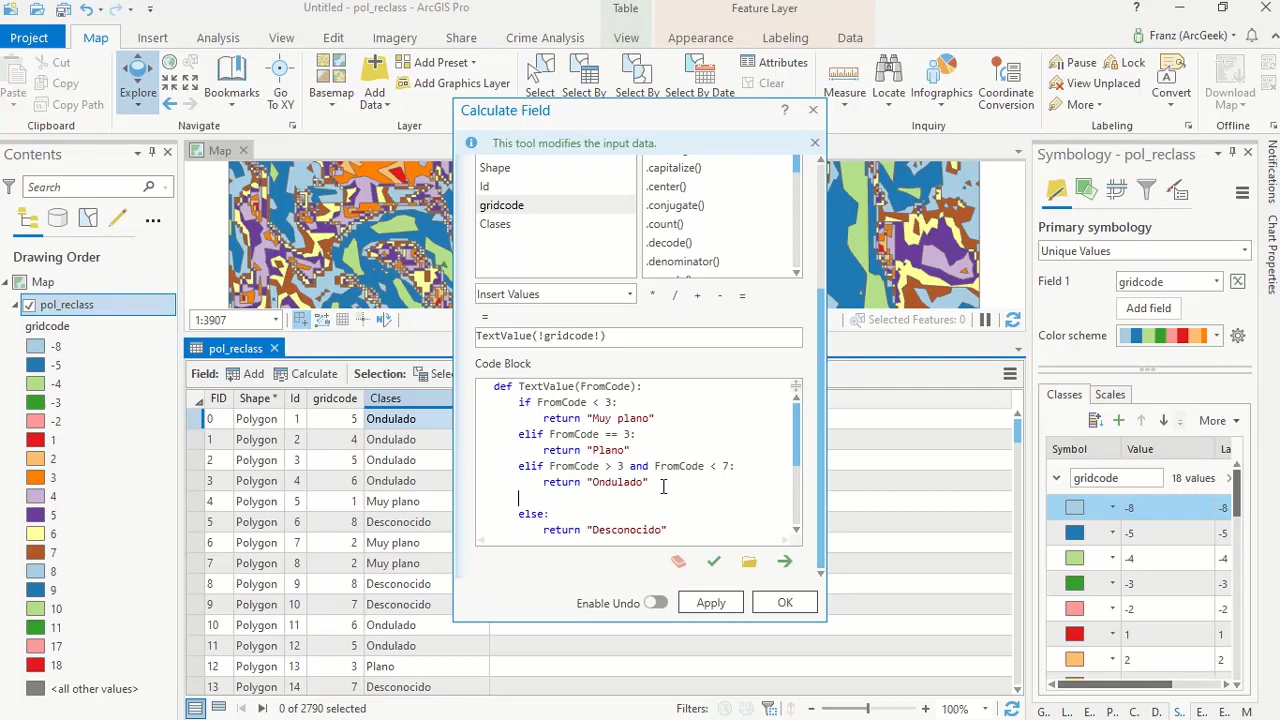 Untitled - pol_reclass - ArcGIS Pro
Table
Feature Layer
?
Project
Map
Insert
Analysis
View
Edit
Imagery
Share
Crime Analysis
View
Appearance
Labeling
Data
Franz (ArcGeek)
Paste
Cut
Copy
Copy Path
Clipboard
Explore
Bookmarks
Go To XY
Navigate
Basemap
Add Data
Add Preset
Add Graphics Layer
Layer
Select
Select By
Select By
Select By Date
Attributes
Clear
Measure
Locate
Infographics
Coordinate Conversion
Inquiry
Pause
Lock
View Unplaced
More
Labeling
Convert
Download Map
Offline
Contents
Search
Drawing Order
Map
pol_reclass
gridcode
-8
-5
-4
-3
-2
1
2
4
5
6
7
8
9
10
11
17
18
<all other values>
Map
1:3907
Selected Features: 0
pol_reclass
Field:
Add
Calculate
Selection:
FID
Shape *
Id
gridcode
Clases
0 Polygon 1 5 Ondulado
1 Polygon 2 4 Ondulado
2 Polygon 3 5 Ondulado
3 Polygon 4 6 Ondulado
4 Polygon 5 1 Muy plano
5 Polygon 6 8 Desconocido
6 Polygon 7 2 Muy plano
7 Polygon 8 2 Muy plano
8 Polygon 9 8 Desconocido
9 Polygon 10 7 Desconocido
10 Polygon 11 6 Ondulado
11 Polygon 12 5 Ondulado
12 Polygon 13 3 Plano
13 Polygon 14 7 Desconocido
0 of 2790 selected
Filters:
100%
Calculate Field
?
This tool modifies the input data.
Shape
Id
gridcode
Clases
.capitalize()
.center()
.conjugate()
.count()
.decode()
.denominator()
Insert Values
* / + - =
=
TextValue(!gridcode!)
Code Block
def TextValue(FromCode):
if FromCode < 3:
return "Muy plano"
elif FromCode == 3:
return "Plano"
elif FromCode > 3 and FromCode < 7:
return "Ondulado"
else:
return "Desconocido"
Enable Undo
Apply
OK
Symbology - pol_reclass
Primary symbology
Unique Values
Field 1
gridcode
Add field
Color scheme
Classes
Scales
More
Symbol
Value
La
gridcode
18 values
-8 -8
-5 -5
-4 -4
-3 -3
-2 -2
1 1
2 2
G...
L...
E...
P...
C...
D...
S...
L...
E...
H...
M
Notifications
Chart Properties